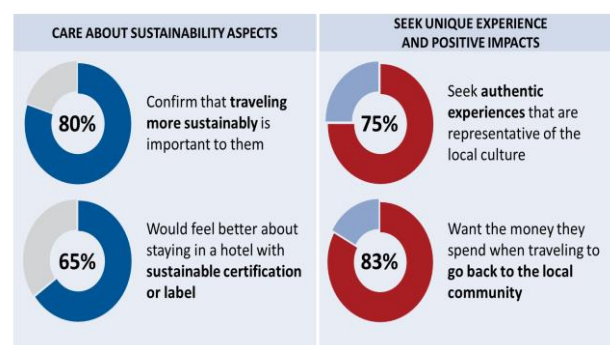 CARE ABOUT SUSTAINABILITY ASPECTS
80%
Confirm that traveling
more sustainably is
important to them
65%
Would feel better about
staying in a hotel with
sustainable certification
or label
SEEK UNIQUE EXPERIENCE
AND POSITIVE IMPACTS
75%
Seek authentic
experiences that are
representative of the
local culture
83%
Want the money they
spend when traveling to
go back to the local
community